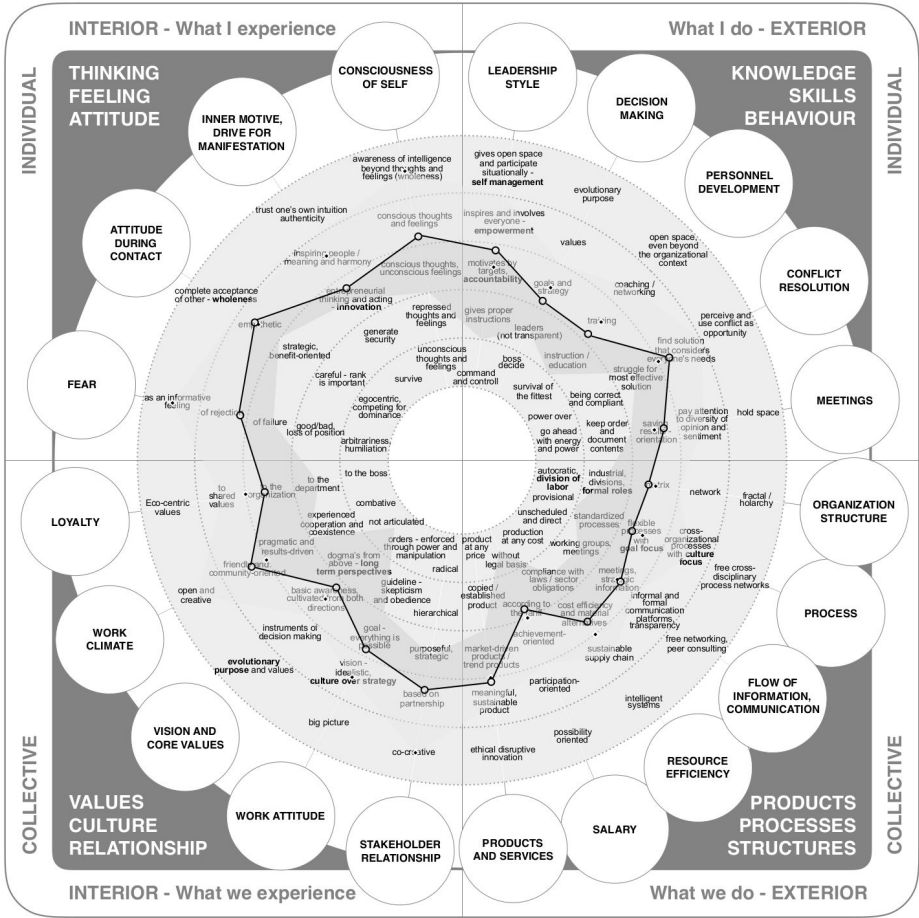 INTERIOR - What I experience
What I do - EXTERIOR
INDIVIDUAL
INDIVIDUAL
THINKING
FEELING
ATTITUDE
KNOWLEDGE
SKILLS
BEHAVIOUR
CONSCIOUSNESS
OF SELF
LEADERSHIP
STYLE
INNER MOTIVE,
DRIVE FOR
MANIFESTATION
DECISION
MAKING
PERSONNEL
DEVELOPMENT
ATTITUDE
DURING
CONTACT
CONFLICT
RESOLUTION
FEAR
MEETINGS
awareness of intelligence
beyond thoughts and
feelings (wholeness)
gives open space
and participate
situationally -
self management
evolutionary
purpose
trust one's own intuition
authenticity
conscious thoughts
and feelings
inspires and involves
everyone -
empowerment
values
open space,
even beyond
the organizational
context
inspiring people /
meaning and harmony
conscious thoughts,
unconscious feelings
motivates by
targets,
accountability
goals and
strategy
coaching /
networking
complete acceptance
of other - wholeness
entrepreneurial
thinking and acting
- innovation
repressed
thoughts and
feelings
gives proper
instructions
training
perceive and
use conflict as
opportunity
empathetic
generate
security
leaders
(not transparent)
find solution
that considers
everyone's needs
strategic,
benefit-oriented
unconscious
thoughts and
feelings
boss
decide
instruction /
education
struggle for
most effective
solution
careful - rank
is important
survive
command
and controll
survival of
the fittest
being correct
and compliant
as an informative
feeling
of rejection
egocentric,
competing for
dominance
power over
pay attention
to diversity of
opinion and
sentiment
hold space
of failure
good/bad,
loss of position
arbitrariness,
humiliation
go ahead
with energy
and power
keep order
and
document
contents
saving
result
orientation
LOYALTY
ORGANIZATION
STRUCTURE
Eco-centric
values
to
shared
values
to the
organization
to the
department
to the boss
autocratic,
division of
labor
industrial,
divisions,
formal roles
network
fractal /
holarchy
combative
provisional
experienced
cooperation and
coexistence
not articulated
unscheduled
and direct
standardized
processes
flexible
with
goal focus
cross-
organizational
processes
with culture
focus
pragmatic and
results-driven
friendly and
community-oriented
dogma's from
above - long
term perspectives
orders - enforced
through power and
manipulation
product
at any
price
production
at any cost
without
legal basis
working groups,
meetings
free cross-
disciplinary
process networks
radical
open and
creative
basic awareness,
cultivated from both
directions
guideline -
skepticism
and obedience
copied /
established
product
compliance with
laws / sector
obligations
meetings,
strategic
information
informal and
formal
communication
platforms,
transparency
hierarchical
according to
cost efficiency
and material
alternatives
PROCESS
WORK
CLIMATE
instruments of
decision making
goal -
everything is
possible
achievement-
oriented
free networking,
peer consulting
evolutionary
purpose and values
vision -
idealistic,
culture over strategy
purposeful,
strategic
market-driven
products /
trend products
sustainable
supply chain
based on
partnership
meaningful,
sustainable
product
participation-
oriented
intelligent
systems
FLOW OF
INFORMATION,
COMMUNICATION
VISION AND
CORE VALUES
big picture
co-creative
ethical disruptive
innovation
possibility
oriented
RESOURCE
EFFICIENCY
WORK ATTITUDE
STAKEHOLDER
RELATIONSHIP
PRODUCTS
AND SERVICES
SALARY
VALUES
CULTURE
RELATIONSHIP
PRODUCTS
PROCESSES
STRUCTURES
COLLECTIVE
COLLECTIVE
INTERIOR - What we experience
What we do - EXTERIOR